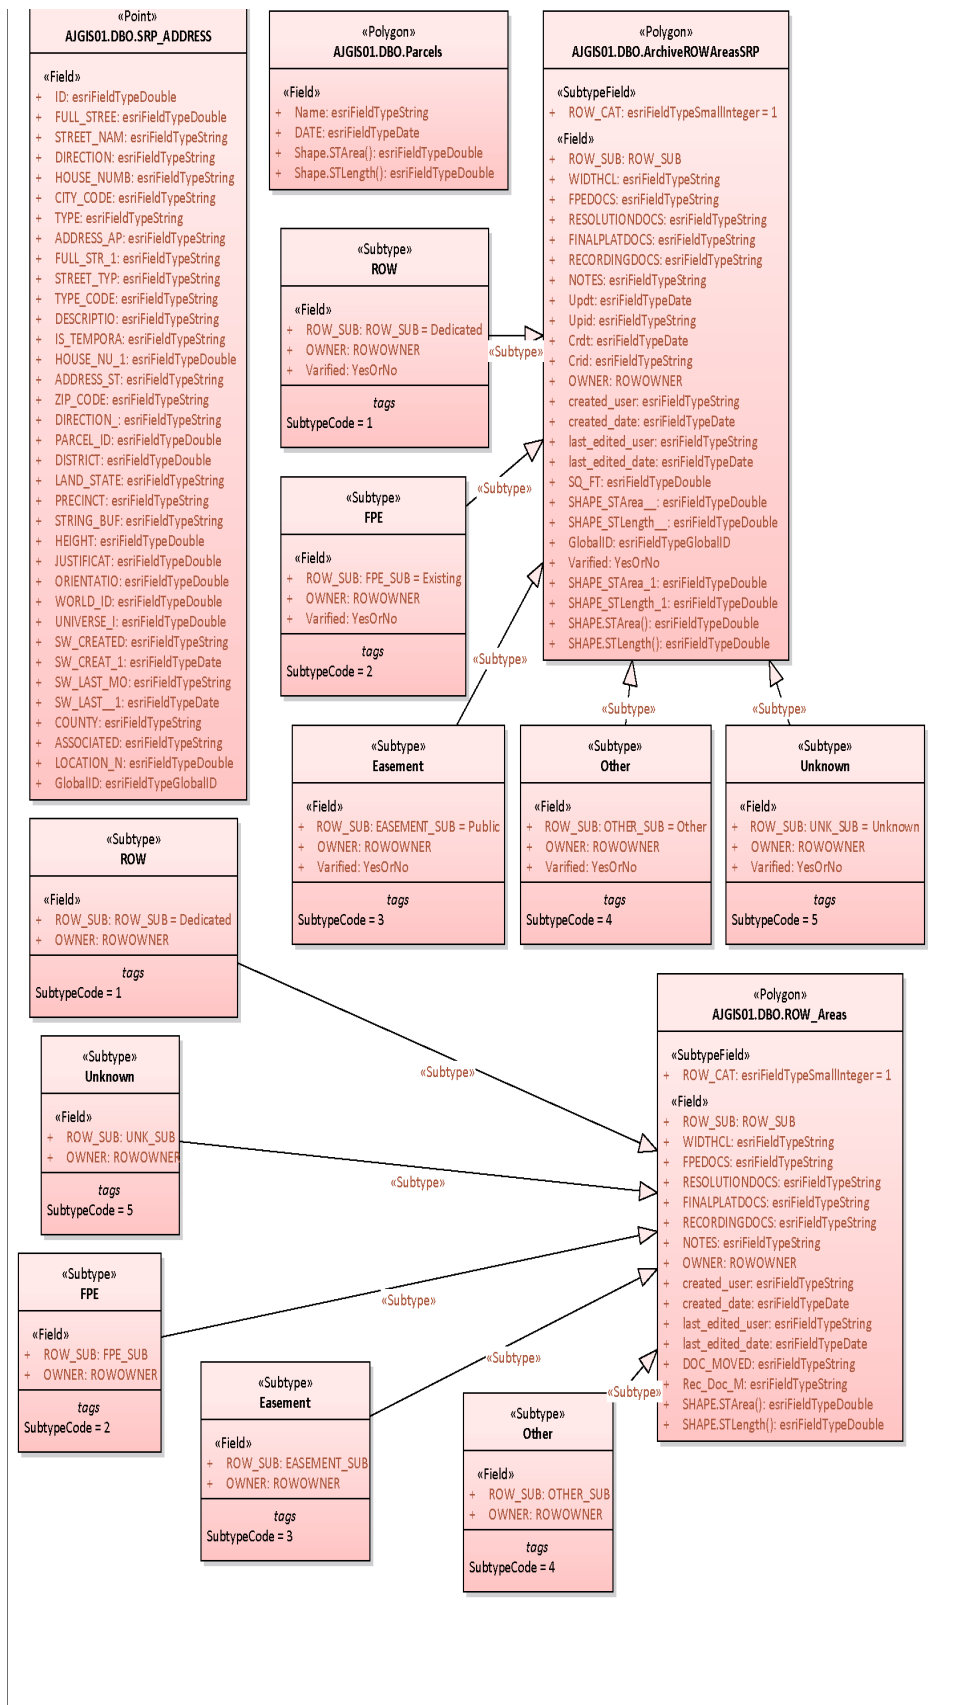 «Point»
AJGIS01.DBO.SRP_ADDRESS
«Field»
+ ID: esriFieldTypeDouble
+ FULL_STREE: esriFieldTypeDouble
+ STREET_NAM: esriFieldTypeString
+ DIRECTION: esriFieldTypeString
+ HOUSE_NUMB: esriFieldTypeString
+ CITY_CODE: esriFieldTypeString
+ TYPE: esriFieldTypeString
+ ADDRESS_AP: esriFieldTypeString
+ FULL_STR_1: esriFieldTypeString
+ STREET_TYP: esriFieldTypeString
+ TYPE_CODE: esriFieldTypeString
+ DESCRIPTIO: esriFieldTypeString
+ IS_TEMPORA: esriFieldTypeString
+ HOUSE_NU_1: esriFieldTypeDouble
+ ADDRESS_ST: esriFieldTypeString
+ ZIP_CODE: esriFieldTypeString
+ DIRECTION_: esriFieldTypeString
+ PARCEL_ID: esriFieldTypeDouble
+ DISTRICT: esriFieldTypeDouble
+ LAND_STATE: esriFieldTypeString
+ PRECINCT: esriFieldTypeString
+ STRING_BUF: esriFieldTypeString
+ HEIGHT: esriFieldTypeDouble
+ JUSTIFICAT: esriFieldTypeDouble
+ ORIENTATIO: esriFieldTypeDouble
+ WORLD_ID: esriFieldTypeDouble
+ UNIVERSE_I: esriFieldTypeDouble
+ SW_CREATED: esriFieldTypeString
+ SW_CREAT_1: esriFieldTypeDate
+ SW_LAST_MO: esriFieldTypeString
+ SW_LAST__1: esriFieldTypeDate
+ COUNTY: esriFieldTypeString
+ ASSOCIATED: esriFieldTypeString
+ LOCATION_N: esriFieldTypeDouble
+ GlobalID: esriFieldTypeGlobalID
«Polygon»
AJGIS01.DBO.Parcels
«Field»
+ Name: esriFieldTypeString
+ DATE: esriFieldTypeDate
+ Shape.STArea(): esriFieldTypeDouble
+ Shape.STLength(): esriFieldTypeDouble
«Polygon»
AJGIS01.DBO.ArchiveROWAreasSRP
«SubtypeField»
+ ROW_CAT: esriFieldTypeSmallInteger = 1
«Field»
+ ROW_SUB: ROW_SUB
+ WIDTHCL: esriFieldTypeString
+ FPEDOCS: esriFieldTypeString
+ RESOLUTIONDOCS: esriFieldTypeString
+ FINALPLATDOCS: esriFieldTypeString
+ RECORDINGDOCS: esriFieldTypeString
+ NOTES: esriFieldTypeString
+ Updt: esriFieldTypeDate
+ Upid: esriFieldTypeString
+ Crdt: esriFieldTypeDate
+ Crid: esriFieldTypeString
+ OWNER: ROWOWNER
+ created_user: esriFieldTypeString
+ created_date: esriFieldTypeDate
+ last_edited_user: esriFieldTypeString
+ last_edited_date: esriFieldTypeDate
+ SQ_FT: esriFieldTypeDouble
+ SHAPE_STArea__: esriFieldTypeDouble
+ SHAPE_STLength__: esriFieldTypeDouble
+ GlobalID: esriFieldTypeGlobalID
+ Varified: YesOrNo
+ SHAPE_STArea_1: esriFieldTypeDouble
+ SHAPE_STLength_1: esriFieldTypeDouble
+ SHAPE.STArea(): esriFieldTypeDouble
+ SHAPE.STLength(): esriFieldTypeDouble
«Subtype»
ROW
«Field»
+ ROW_SUB: ROW_SUB = Dedicated
+ OWNER: ROWOWNER
+ Varified: YesOrNo
tags
SubtypeCode = 1
«Subtype»
«Subtype»
FPE
«Field»
+ ROW_SUB: FPE_SUB = Existing
+ OWNER: ROWOWNER
+ Varified: YesOrNo
tags
SubtypeCode = 2
«Subtype»
«Subtype»
«Subtype»
«Subtype»
«Subtype»
Easement
«Field»
+ ROW_SUB: EASEMENT_SUB = Public
+ OWNER: ROWOWNER
+ Varified: YesOrNo
tags
SubtypeCode = 3
«Subtype»
Other
«Field»
+ ROW_SUB: OTHER_SUB = Other
+ OWNER: ROWOWNER
+ Varified: YesOrNo
tags
SubtypeCode = 4
«Subtype»
Unknown
«Field»
+ ROW_SUB: UNK_SUB = Unknown
+ OWNER: ROWOWNER
+ Varified: YesOrNo
tags
SubtypeCode = 5
«Subtype»
ROW
«Field»
+ ROW_SUB: ROW_SUB = Dedicated
+ OWNER: ROWOWNER
tags
SubtypeCode = 1
«Subtype»
«Subtype»
Unknown
«Field»
+ ROW_SUB: UNK_SUB
+ OWNER: ROWOWNER
tags
SubtypeCode = 5
«Subtype»
«Subtype»
FPE
«Field»
+ ROW_SUB: FPE_SUB
+ OWNER: ROWOWNER
tags
SubtypeCode = 2
«Subtype»
«Subtype»
Easement
«Field»
+ ROW_SUB: EASEMENT_SUB
+ OWNER: ROWOWNER
tags
SubtypeCode = 3
«Subtype»
«Subtype»
Other
«Field»
+ ROW_SUB: OTHER_SUB
+ OWNER: ROWOWNER
tags
SubtypeCode = 4
«Subtype»
«Polygon»
AJGIS01.DBO.ROW_Areas
«SubtypeField»
+ ROW_CAT: esriFieldTypeSmallInteger = 1
«Field»
+ ROW_SUB: ROW_SUB
+ WIDTHCL: esriFieldTypeString
+ FPEDOCS: esriFieldTypeString
+ RESOLUTIONDOCS: esriFieldTypeString
+ FINALPLATDOCS: esriFieldTypeString
+ RECORDINGDOCS: esriFieldTypeString
+ NOTES: esriFieldTypeString
+ OWNER: ROWOWNER
+ created_user: esriFieldTypeString
+ created_date: esriFieldTypeDate
+ last_edited_user: esriFieldTypeString
+ last_edited_date: esriFieldTypeDate
+ DOC_MOVED: esriFieldTypeString
+ Rec_Doc_M: esriFieldTypeString
+ SHAPE.STArea(): esriFieldTypeDouble
+ SHAPE.STLength(): esriFieldTypeDouble